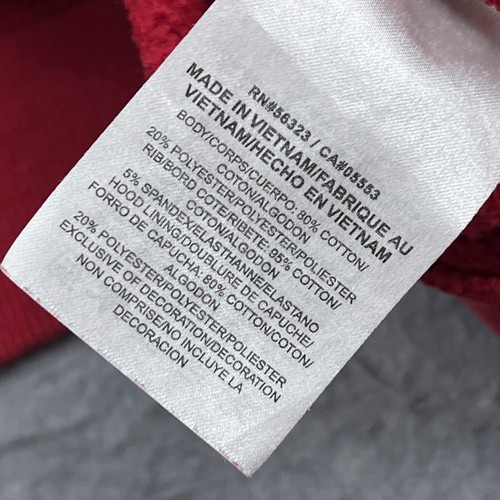 RN#56323 / CA#05553
MADE IN VIETNAM/FABRIQUE AU
VIETNAM/HECHO EN VIETNAM
BODY/CORPS/CUERPO: 80% COTTON/
COTON/ALGODON
20% POLYESTER/POLYESTER/POLIESTER
RIB/BORD COTE/RIBETE: 95% COTTON/
COTON/ALGODON
5% SPANDEX/ELASTHANNE/ELASTANO
HOOD LINING/DOUBLURE DE CAPUCHE/
FORRO DE CAPUCHA: 80% COTTON/COTON/
ALGODON
20% POLYESTER/POLYESTER/POLIESTER
EXCLUSIVE OF DECORATION/DECORATION
NON COMPRISE/NO INCLUYE LA
DECORACION